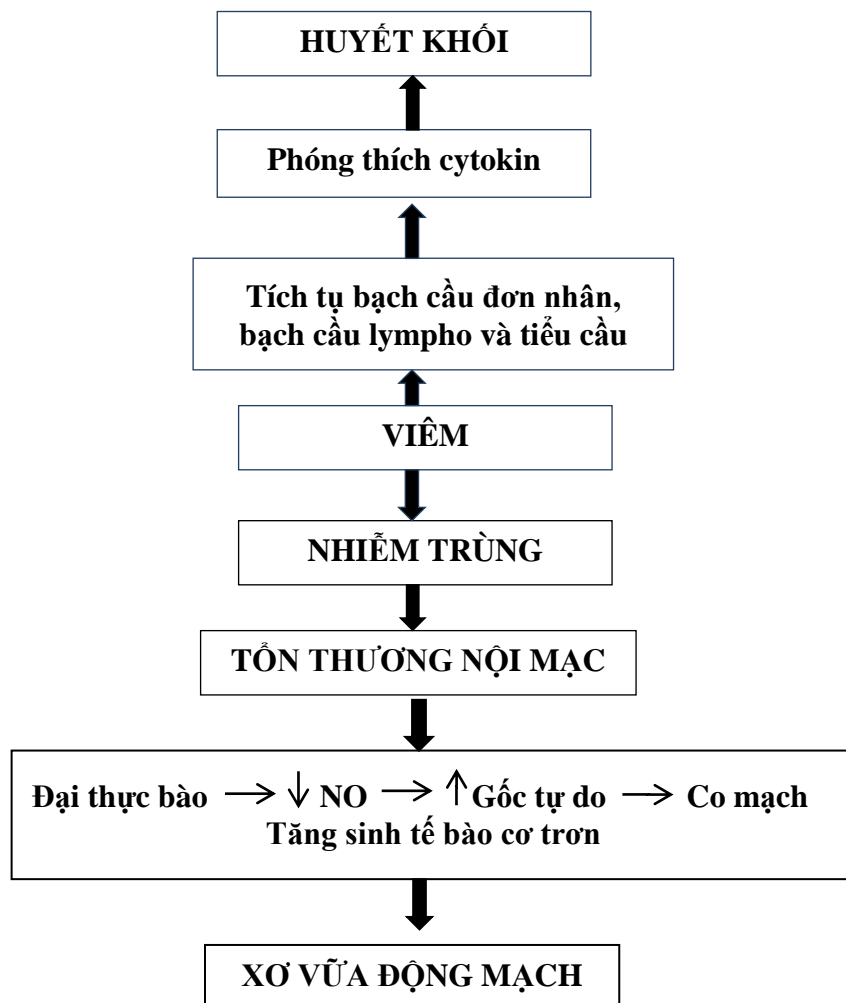 HUYẾT KHỐI
Phóng thích cytokin
Tích tụ bạch cầu đơn nhân,
bạch cầu lympho và tiểu cầu
VIÊM
NHIỄM TRÙNG
TỔN THƯƠNG NỘI MẠC
Đại thực bào → ↓ NO → ↑ Gốc tự do → Co mạch
Tăng sinh tế bào cơ trơn
XƠ VỮA ĐỘNG MẠCH